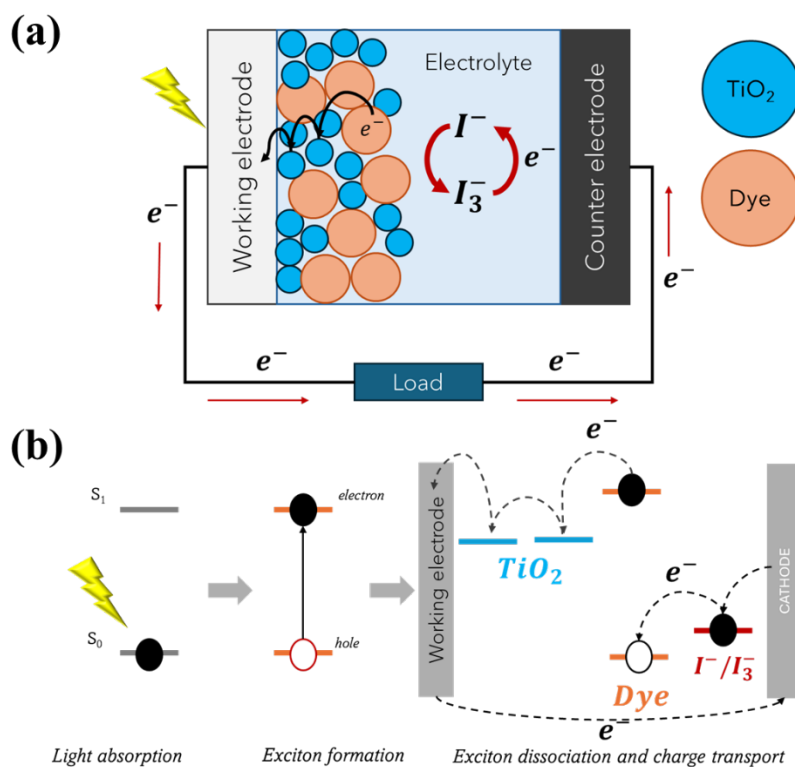 (a)
Electrolyte
Working electrode
Counter electrode
e⁻
I⁻
I₃⁻
e⁻
TiO₂
Dye
e⁻
e⁻
e⁻
e⁻
Load
(b)
S₁
S₀
electron
hole
Working electrode
e⁻
TiO₂
e⁻
Dye
I⁻/I₃⁻
CATHODE
e⁻
Light absorption
Exciton formation
Exciton dissociation and charge transport